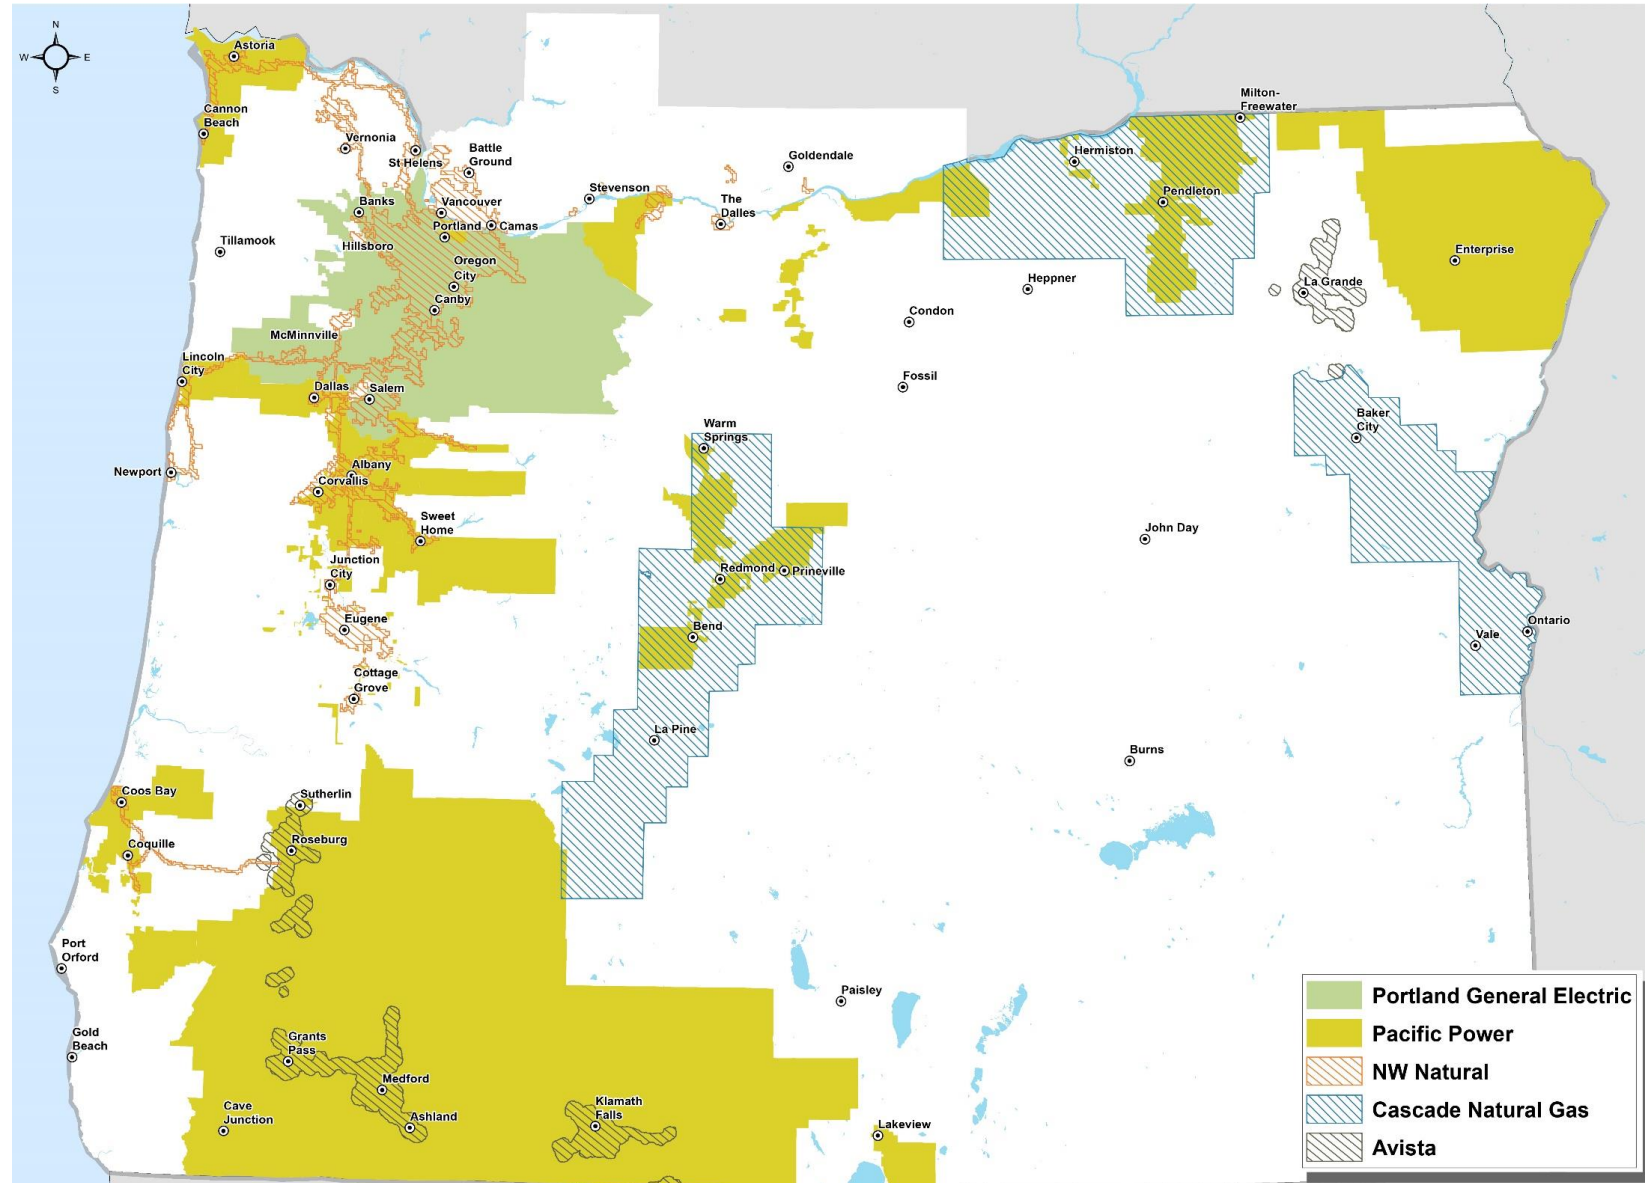 N
W
E
S
Astoria
Cannon
Beach
Vernonia
St Helens
Battle
Ground
Goldendale
Stevenson
The
Dalles
Banks
Vancouver
Portland
Camas
Hillsboro
Oregon
City
Canby
Tillamook
McMinnville
Lincoln
City
Dallas
Salem
Newport
Albany
Corvallis
Sweet
Home
Junction
City
Eugene
Cottage
Grove
Milton-
Freewater
Hermiston
Pendleton
Heppner
Condon
Fossil
La Grande
Enterprise
Baker
City
Warm
Springs
Redmond
Prineville
Bend
La Pine
John Day
Ontario
Vale
Burns
Coos Bay
Coquille
Sutherlin
Roseburg
Port
Orford
Gold
Beach
Grants
Pass
Medford
Ashland
Cave
Junction
Klamath
Falls
Paisley
Lakeview
Portland General Electric
Pacific Power
NW Natural
Cascade Natural Gas
Avista